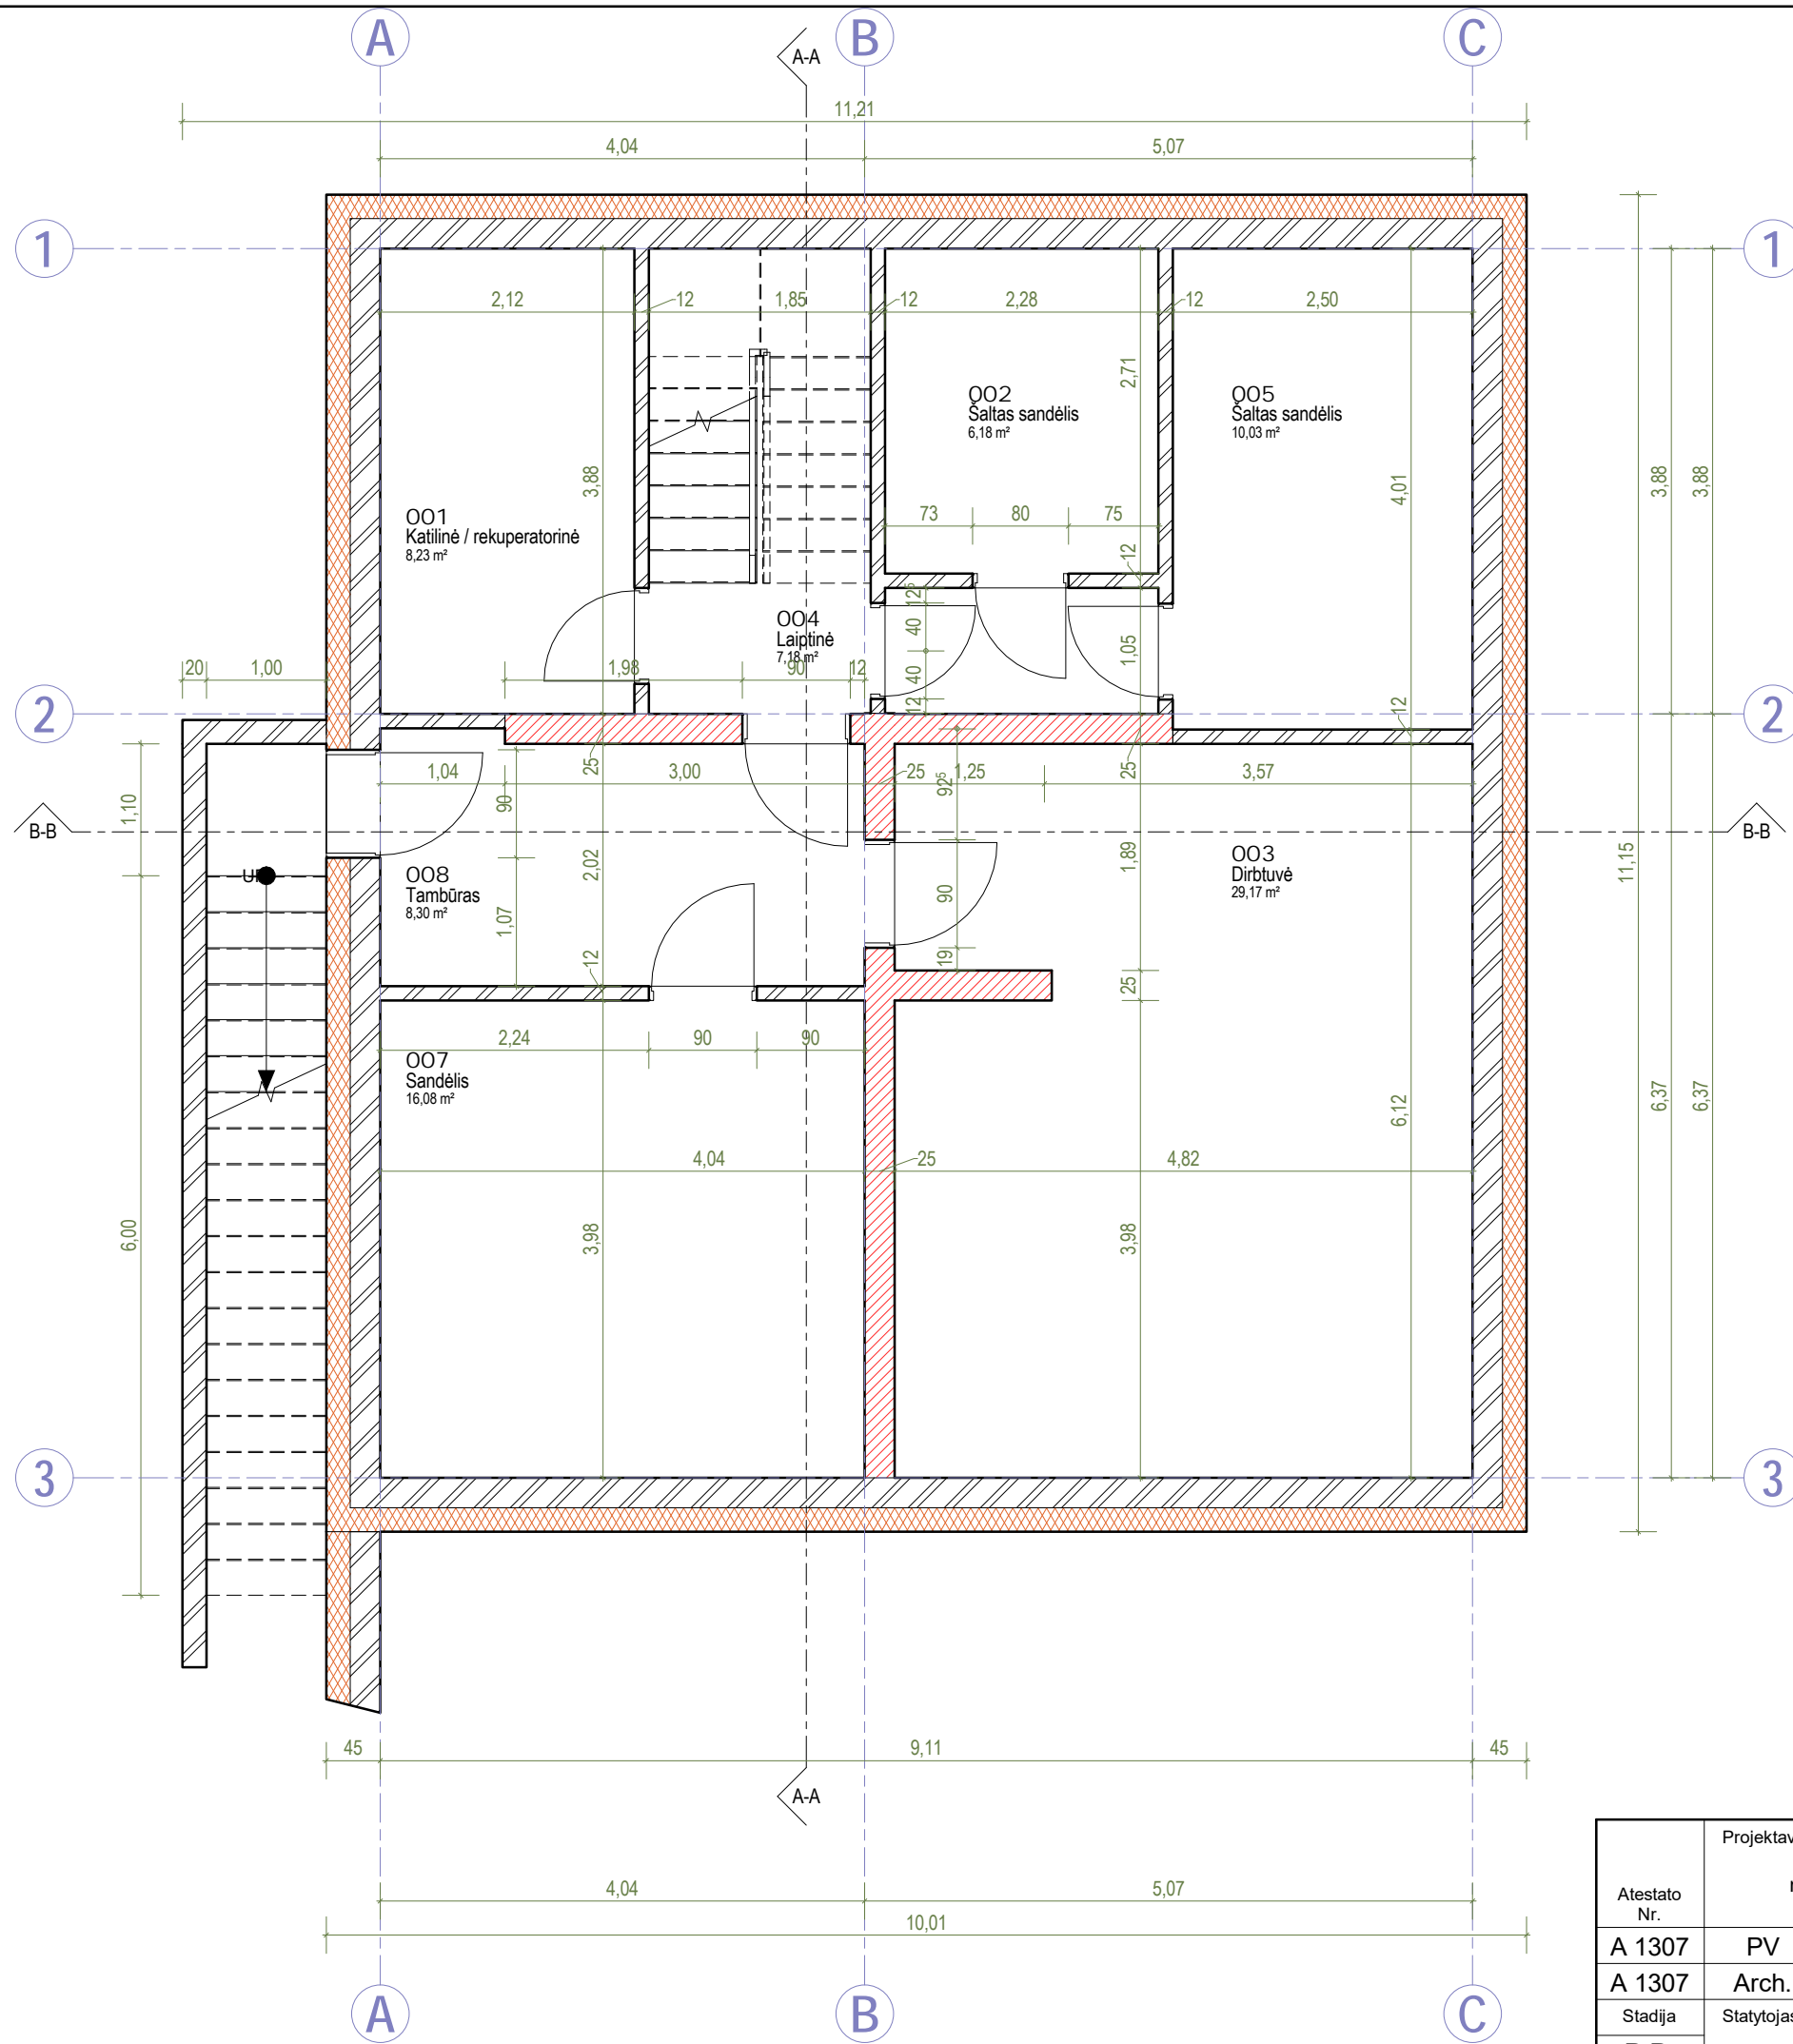 A
B
C
A-A
11,21
4,04
5,07
1
1
2,12
12
1,85
12
2,28
12
2,50
2,71
002
Šaltas sandėlis
6,18 m²
005
Šaltas sandėlis
10,03 m²
3,88
4,01
3,88
3,88
001
Katilinė / rekuperatorinė
8,23 m²
73
80
75
12
12⁵
40
004
Laiptinė
7,18 m²
1,05
20
1,00
1,98
90
12
40
12
12
2
2
25
1,04
3,00
25
1,25
25
3,57
90
92⁵
1,10
B-B
B-B
2,02
1,89
003
Dirbtuvė
29,17 m²
11,15
008
Tambūras
8,30 m²
90
1,07
12
19
25
2,24
90
90
007
Sandėlis
16,08 m²
6,12
6,37
6,37
4,04
25
4,82
6,00
3,98
3,98
3
3
45
9,11
45
A-A
4,04
5,07
10,01
A
B
C
Atestato
Nr.
A 1307
PV
A 1307
Arch.
Stadija